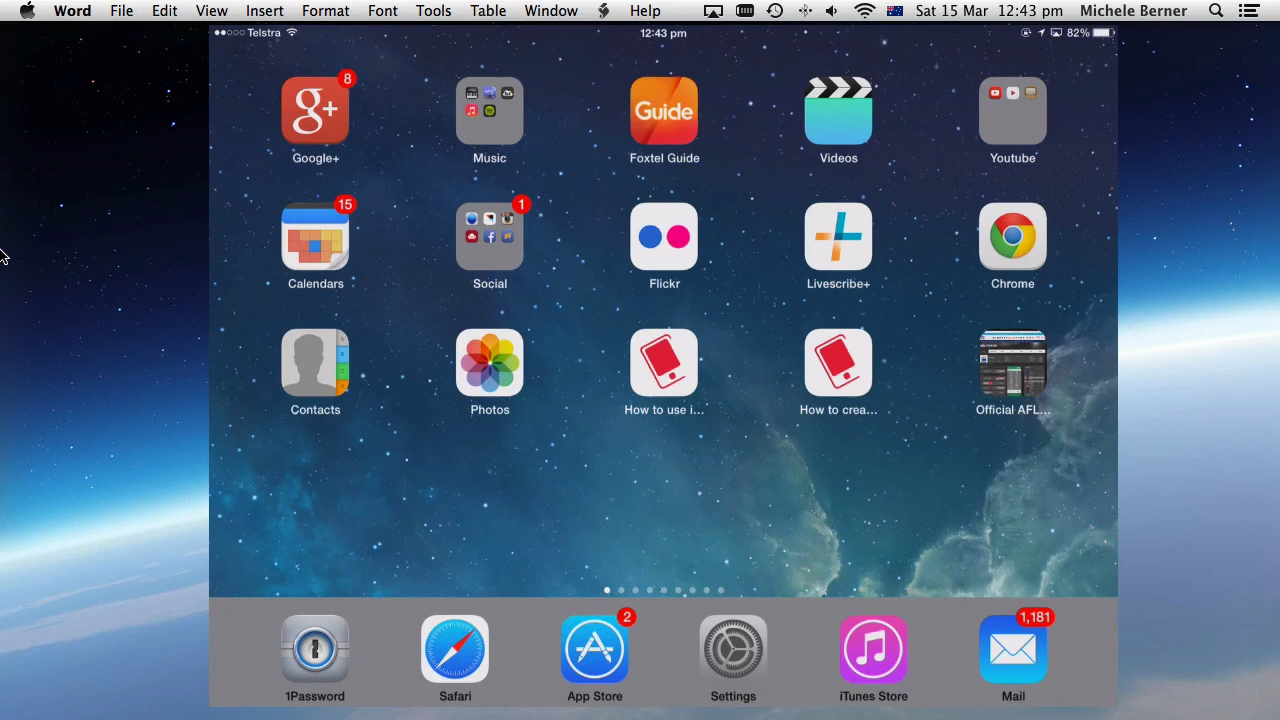 Word File Edit View Insert Format Font Tools Table Window Help Sat 15 Mar 12:43 pm Michele Berner
Telstra 12:43 pm 82%
8
g+ Guide
Google+ Music Foxtel Guide Videos Youtube
15 1
Calendars Social Flickr Livescribe+ Chrome
Contacts Photos How to use i... How to crea... Official AFL...
2 1,181
1Password Safari App Store Settings iTunes Store Mail